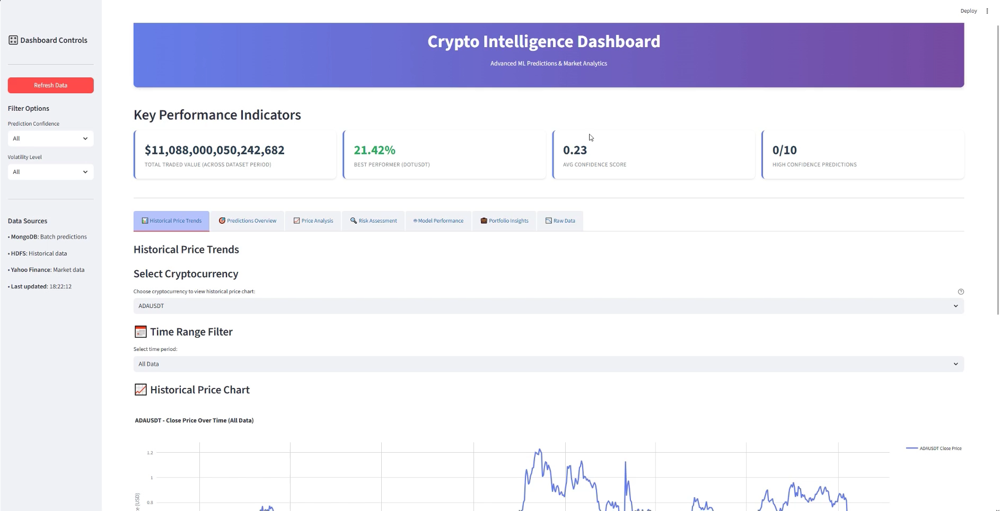 Deploy
Dashboard Controls
Refresh Data
Filter Options
Prediction Confidence
All
Volatility Level
All
Data Sources
• MongoDB: Batch predictions
• HDFS: Historical data
• Yahoo Finance: Market data
• Last updated: 18:22:12
Crypto Intelligence Dashboard
Advanced ML Predictions & Market Analytics
Key Performance Indicators
$11,088,000,050,242,682
TOTAL TRADED VALUE (ACROSS DATASET PERIOD)
21.42%
BEST PERFORMER (DOTUSDT)
0.23
AVG CONFIDENCE SCORE
0/10
HIGH CONFIDENCE PREDICTIONS
Historical Price Trends
Predictions Overview
Price Analysis
Risk Assessment
Model Performance
Portfolio Insights
Raw Data
Historical Price Trends
Select Cryptocurrency
Choose cryptocurrency to view historical price chart:
ADAUSDT
Time Range Filter
Select time period:
All Data
Historical Price Chart
ADAUSDT - Close Price Over Time (All Data)
ADAUSDT Close Price
1.2
1
0.8
(USD)